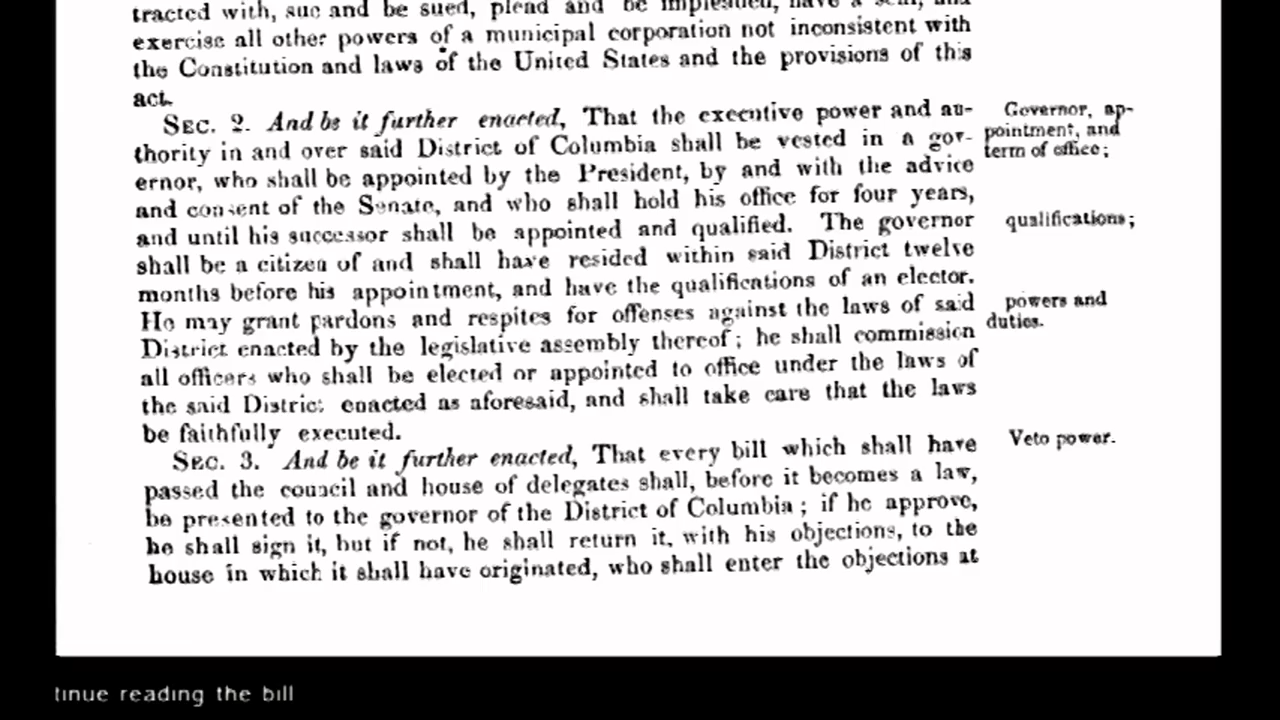 tracted with, sue and be sued, plead and be impleaded, have a seal, and
exercise all other powers of a municipal corporation not inconsistent with
the Constitution and laws of the United States and the provisions of this
act.
SEC. 2. And be it further enacted, That the executive power and au-
thority in and over said District of Columbia shall be vested in a gov-
ernor, who shall be appointed by the President, by and with the advice
and consent of the Senate, and who shall hold his office for four years,
and until his successor shall be appointed and qualified. The governor
shall be a citizen of and shall have resided within said District twelve
months before his appointment, and have the qualifications of an elector.
He may grant pardons and respites for offenses against the laws of said
District enacted by the legislative assembly thereof; he shall commission
all officers who shall be elected or appointed to office under the laws of
the said District enacted as aforesaid, and shall take care that the laws
be faithfully executed.
SEC. 3. And be it further enacted, That every bill which shall have
passed the council and house of delegates shall, before it becomes a law,
be presented to the governor of the District of Columbia; if he approve,
he shall sign it, but if not, he shall return it, with his objections, to the
house in which it shall have originated, who shall enter the objections at
Governor, ap-
pointment, and
term of office;
qualifications;
powers and
duties.
Veto power.
tinue reading the bill